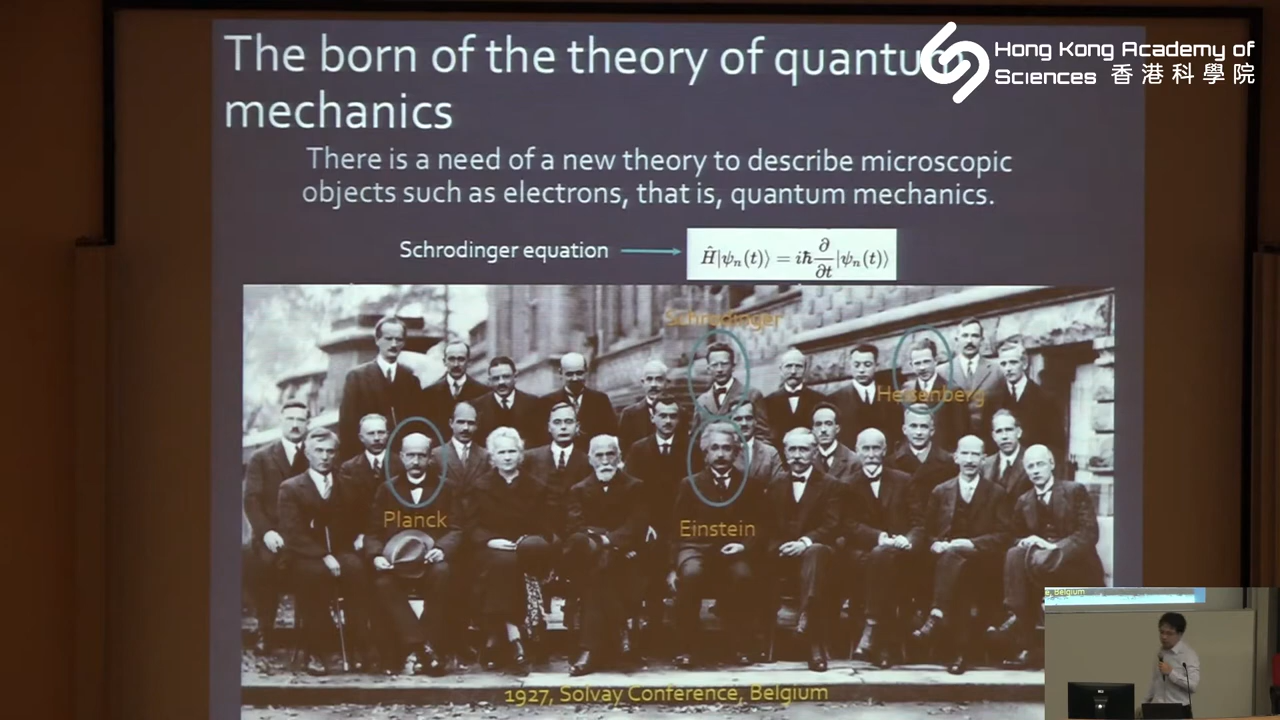 The born of the theory of quantum
mechanics
Hong Kong Academy of
Sciences 香港科學院
There is a need of a new theory to describe microscopic
objects such as electrons, that is, quantum mechanics.
Schrodinger equation
Ĥ|ψₙ(t)⟩ = iħ ∂/∂t |ψₙ(t)⟩
Schrodinger
Heisenberg
Planck
Einstein
1927, Solvay Conference, Belgium
e, Belgium